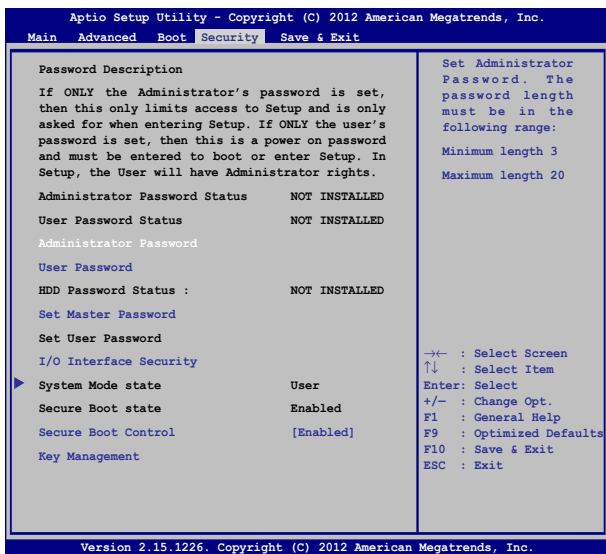 Aptio Setup Utility - Copyright (C) 2012 American Megatrends, Inc.
Main Advanced Boot Security Save & Exit
Password Description
If ONLY the Administrator's password is set,
then this only limits access to Setup and is only
asked for when entering Setup. If ONLY the user's
password is set, then this is a power on password
and must be entered to boot or enter Setup. In
Setup, the User will have Administrator rights.
Administrator Password Status NOT INSTALLED
User Password Status NOT INSTALLED
Administrator Password
User Password
HDD Password Status : NOT INSTALLED
Set Master Password
Set User Password
I/O Interface Security
System Mode state User
Secure Boot state Enabled
Secure Boot Control [Enabled]
Key Management
Set Administrator
Password. The
password length
must be in the
following range:
Minimum length 3
Maximum length 20
→← : Select Screen
↑↓ : Select Item
Enter: Select
+/— : Change Opt.
F1 : General Help
F9 : Optimized Defaults
F10 : Save & Exit
ESC : Exit
Version 2.15.1226. Copyright (C) 2012 American Megatrends, Inc.